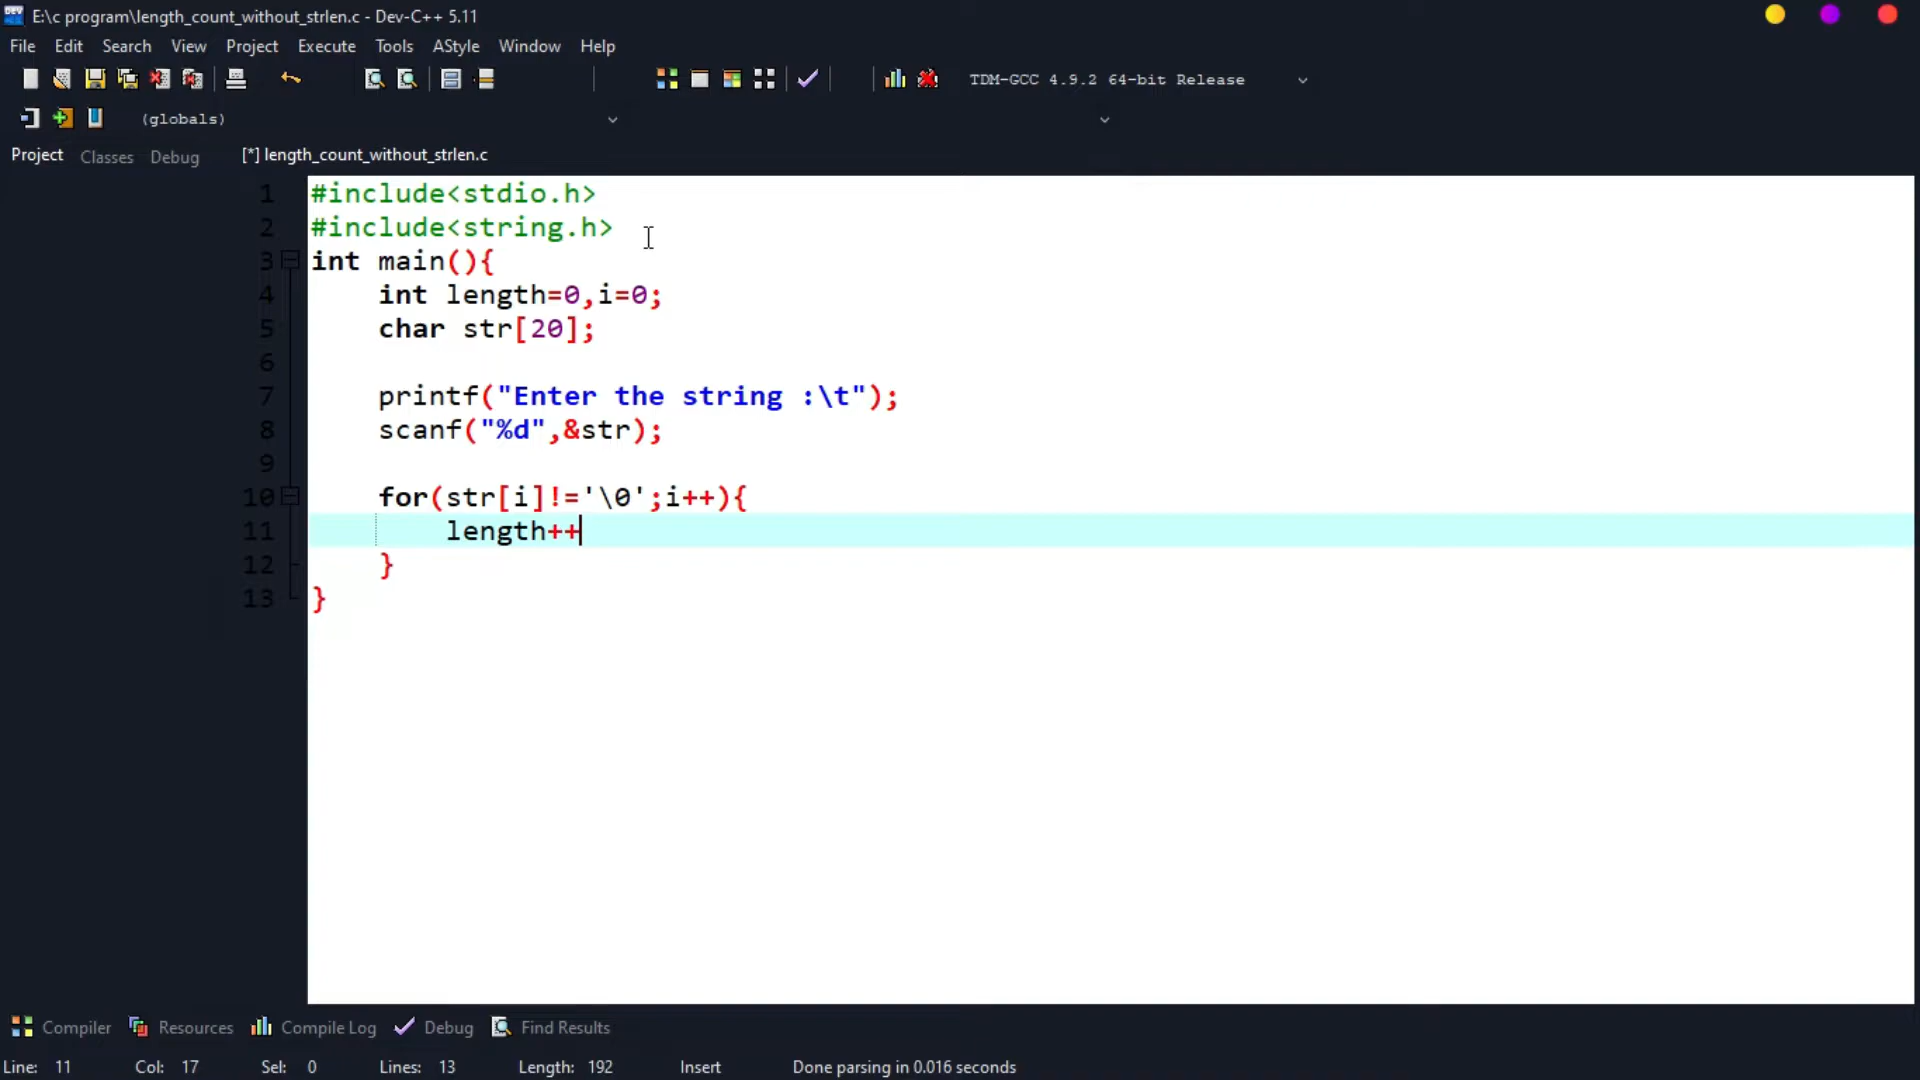 E:\c program\length_count_without_strlen.c - Dev-C++ 5.11
File Edit Search View Project Execute Tools AStyle Window Help
TDM-GCC 4.9.2 64-bit Release
(globals)
Project Classes Debug [*] length_count_without_strlen.c
1 #include<stdio.h>
2 #include<string.h>
3 int main(){
4 int length=0,i=0;
5 char str[20];
6
7 printf("Enter the string :\t");
8 scanf("%d",&str);
9
10 for(str[i]!='\0';i++){
11 length++
12 }
13 }
Compiler Resources Compile Log Debug Find Results
Line: 11 Col: 17 Sel: 0 Lines: 13 Length: 192 Insert Done parsing in 0.016 seconds